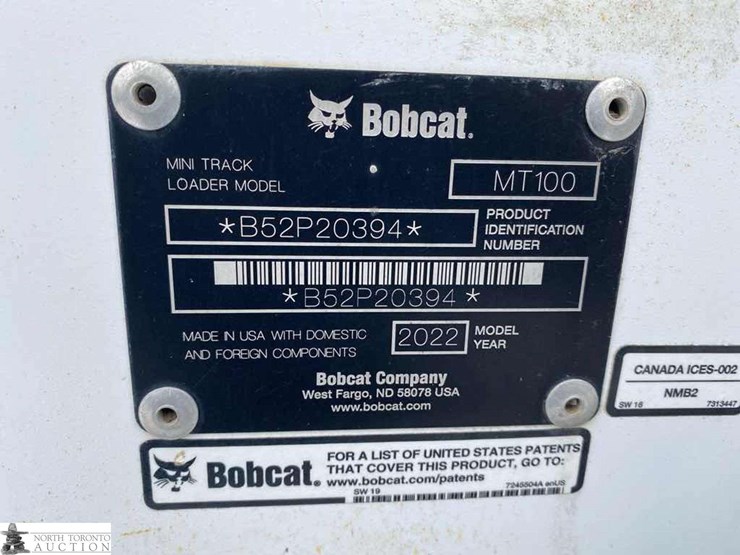 Bobcat.
MINI TRACK
LOADER MODEL
MT100
*B52P20394*
PRODUCT
IDENTIFICATION
NUMBER
*B52P20394*
MADE IN USA WITH DOMESTIC
AND FOREIGN COMPONENTS
2022
MODEL
YEAR
Bobcat Company
West Fargo, ND 58078 USA
www.bobcat.com
CANADA ICES-002
NMB2
SW 16
7313447
Bobcat.
FOR A LIST OF UNITED STATES PATENTS
THAT COVER THIS PRODUCT, GO TO:
www.bobcat.com/patents
SW 19
7245504A enUS
NORTH TORONTO
AUCTION